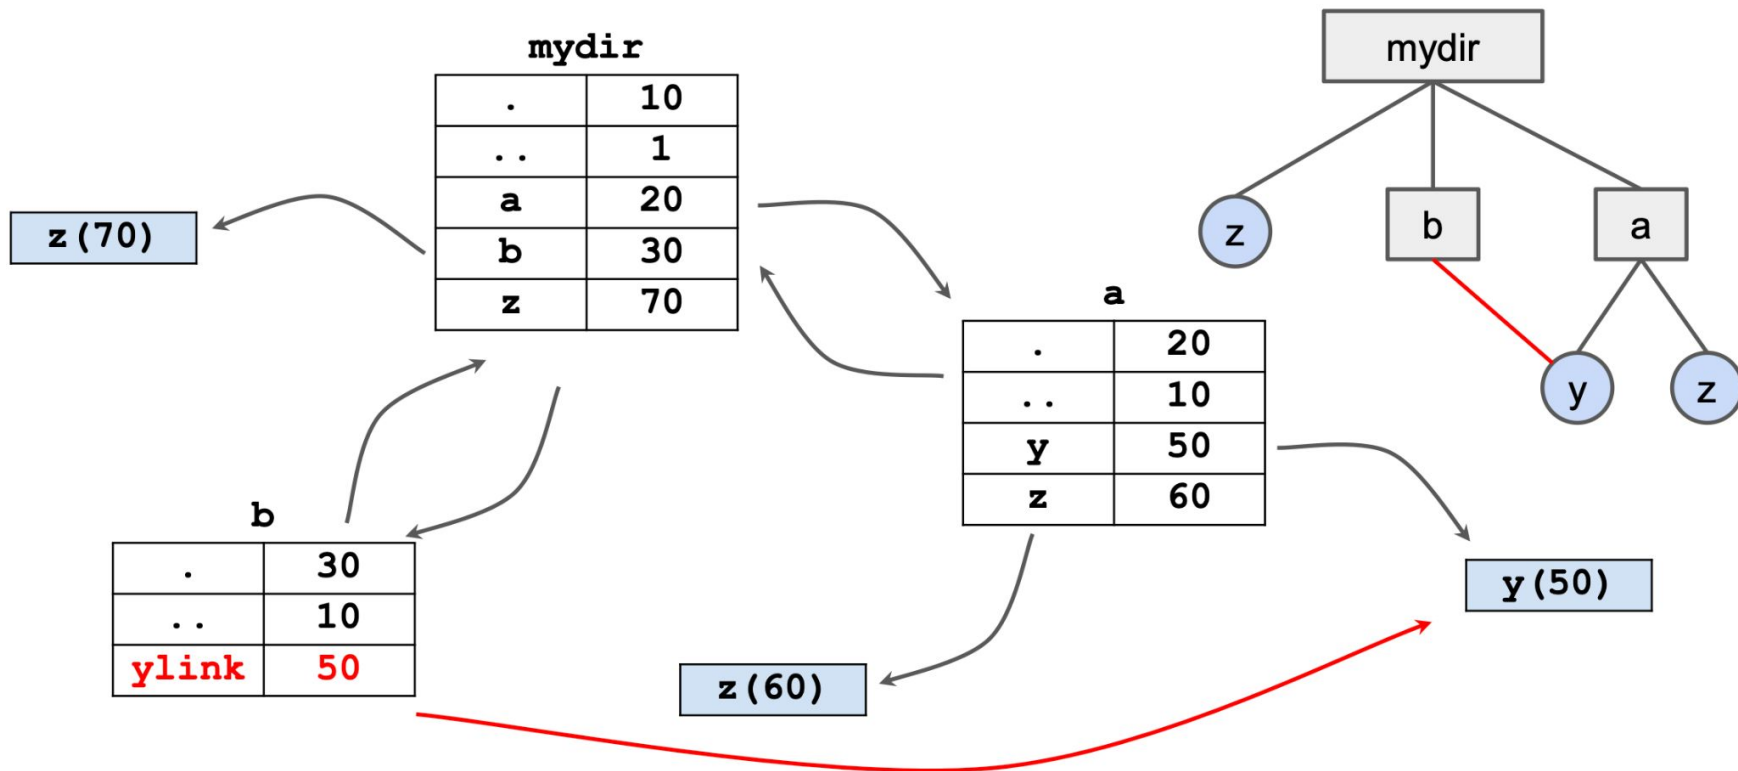 mydir
. 10
.. 1
a 20
b 30
z 70
z(70)
a
. 20
.. 10
y 50
z 60
b
. 30
.. 10
ylink 50
z(60)
y(50)
mydir
z b a
y z